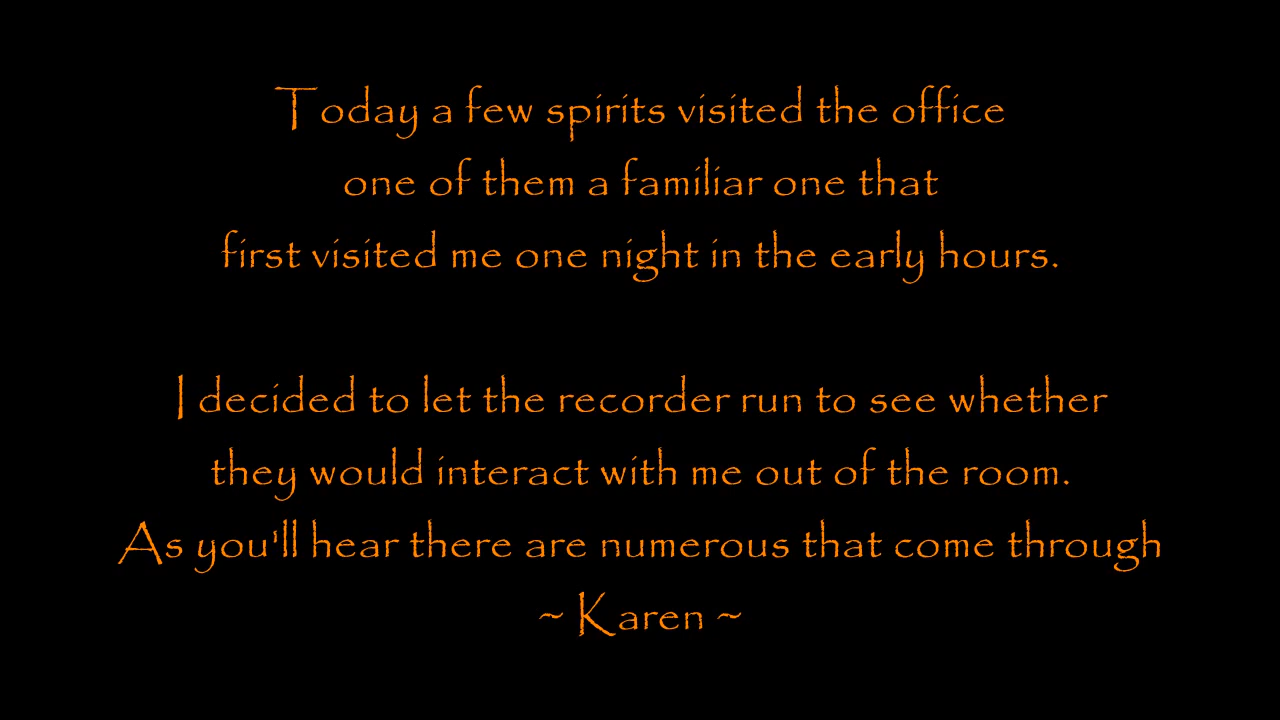 Today a few spirits visited the office
one of them a familiar one that
first visited me one night in the early hours.
I decided to let the recorder run to see whether
they would interact with me out of the room.
As you'll hear there are numerous that come through
~ Karen ~